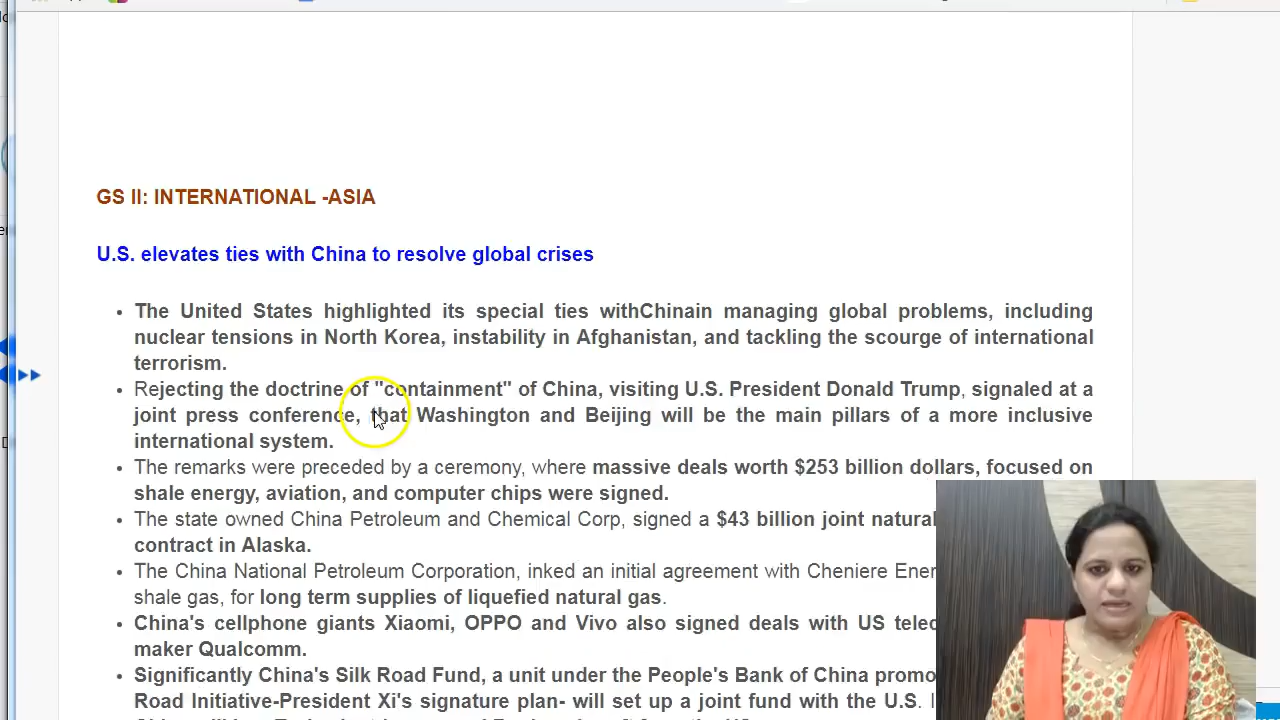 GS II: INTERNATIONAL -ASIA
U.S. elevates ties with China to resolve global crises
• The United States highlighted its special ties withChinain managing global problems, including
nuclear tensions in North Korea, instability in Afghanistan, and tackling the scourge of international
terrorism.
• Rejecting the doctrine of "containment" of China, visiting U.S. President Donald Trump, signaled at a
joint press conference, that Washington and Beijing will be the main pillars of a more inclusive
international system.
• The remarks were preceded by a ceremony, where massive deals worth $253 billion dollars, focused on
shale energy, aviation, and computer chips were signed.
• The state owned China Petroleum and Chemical Corp, signed a $43 billion joint natural
contract in Alaska.
• The China National Petroleum Corporation, inked an initial agreement with Cheniere Ener
shale gas, for long term supplies of liquefied natural gas.
• China's cellphone giants Xiaomi, OPPO and Vivo also signed deals with US telec
maker Qualcomm.
• Significantly China's Silk Road Fund, a unit under the People's Bank of China promo
Road Initiative-President Xi's signature plan- will set up a joint fund with the U.S.